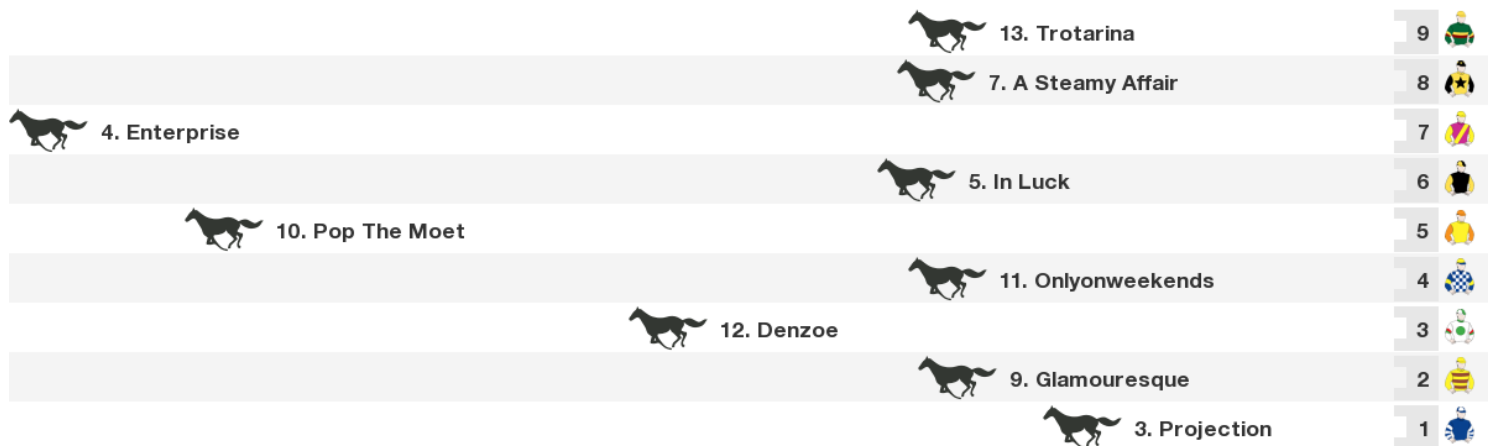 13. Trotarina 9
7. A Steamy Affair 8
4. Enterprise 7
5. In Luck 6
10. Pop The Moet 5
11. Onlyonweekends 4
12. Denzoe 3
9. Glamouresque 2
3. Projection 1